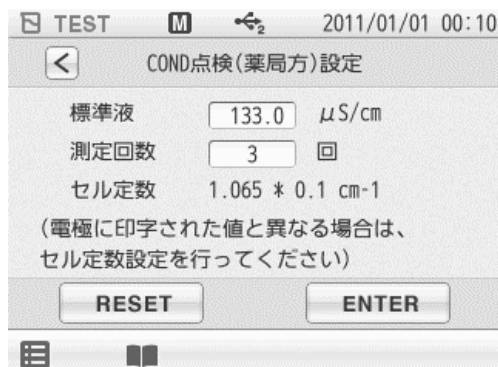 TEST M 2 2011/01/01 00:10
< COND点検(薬局方)設定
標準液 133.0 μS/cm
測定回数 3 回
セル定数 1.065 * 0.1 cm-1
(電極に印字された値と異なる場合は、
セル定数設定を行ってください)
RESET ENTER